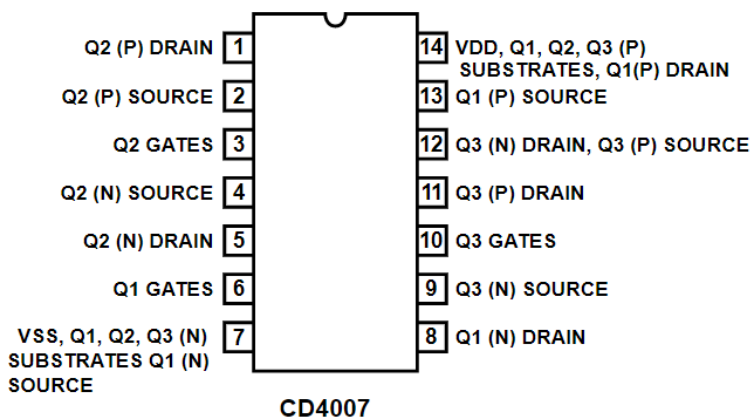 Q2 (P) DRAIN 1
Q2 (P) SOURCE 2
Q2 GATES 3
Q2 (N) SOURCE 4
Q2 (N) DRAIN 5
Q1 GATES 6
VSS, Q1, Q2, Q3 (N) 7
SUBSTRATES Q1 (N)
SOURCE
14 VDD, Q1, Q2, Q3 (P)
SUBSTRATES, Q1(P) DRAIN
13 Q1 (P) SOURCE
12 Q3 (N) DRAIN, Q3 (P) SOURCE
11 Q3 (P) DRAIN
10 Q3 GATES
9 Q3 (N) SOURCE
8 Q1 (N) DRAIN
CD4007